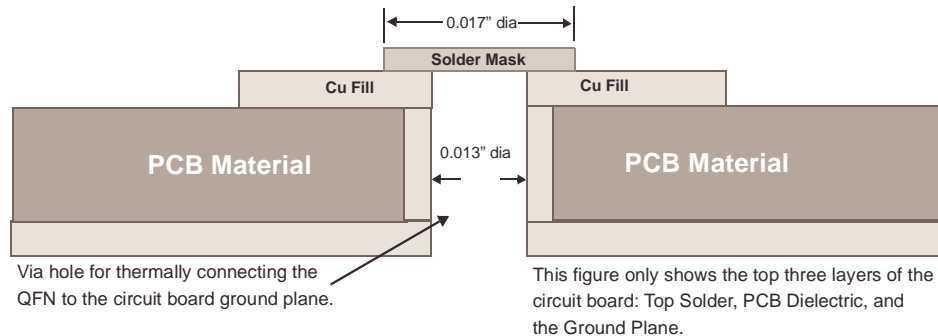 0.017” dia
Solder Mask
Cu Fill
Cu Fill
PCB Material
0.013” dia
PCB Material
Via hole for thermally connecting the
QFN to the circuit board ground plane.
This figure only shows the top three layers of the
circuit board: Top Solder, PCB Dielectric, and
the Ground Plane.